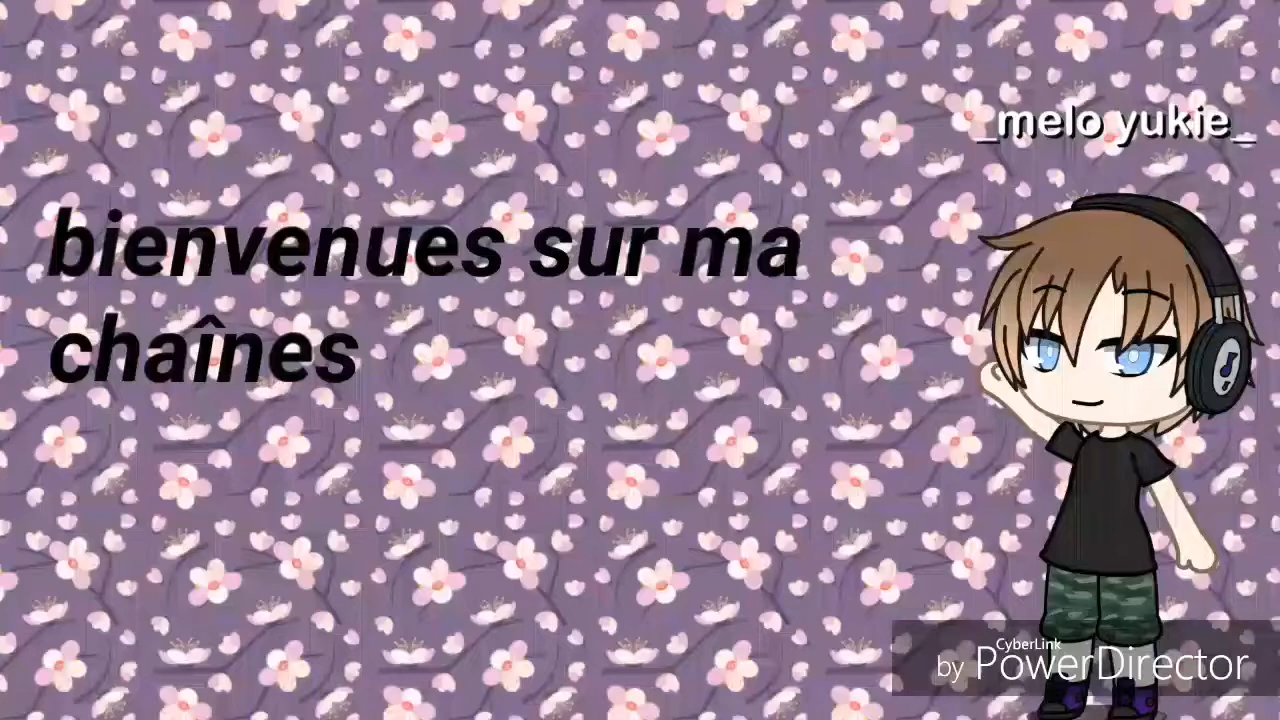 _melo yukie_
bienvenues sur ma
chaînes
CyberLink
by PowerDirector